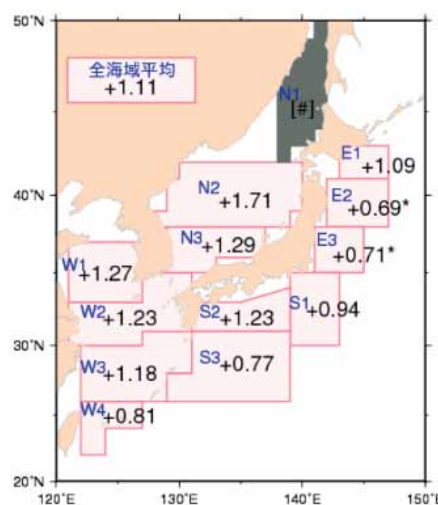 50°N
全海域平均
+1.11
N1
[#]
E1
+1.09
40°N
N2
+1.71
E2
+0.69*
N3
+1.29
E3
+0.71*
W1
+1.27
W2
+1.23
S2
+1.23
S1
+0.94
30°N
W3
+1.18
S3
+0.77
W4
+0.81
20°N
120°E
130°E
140°E
150°E